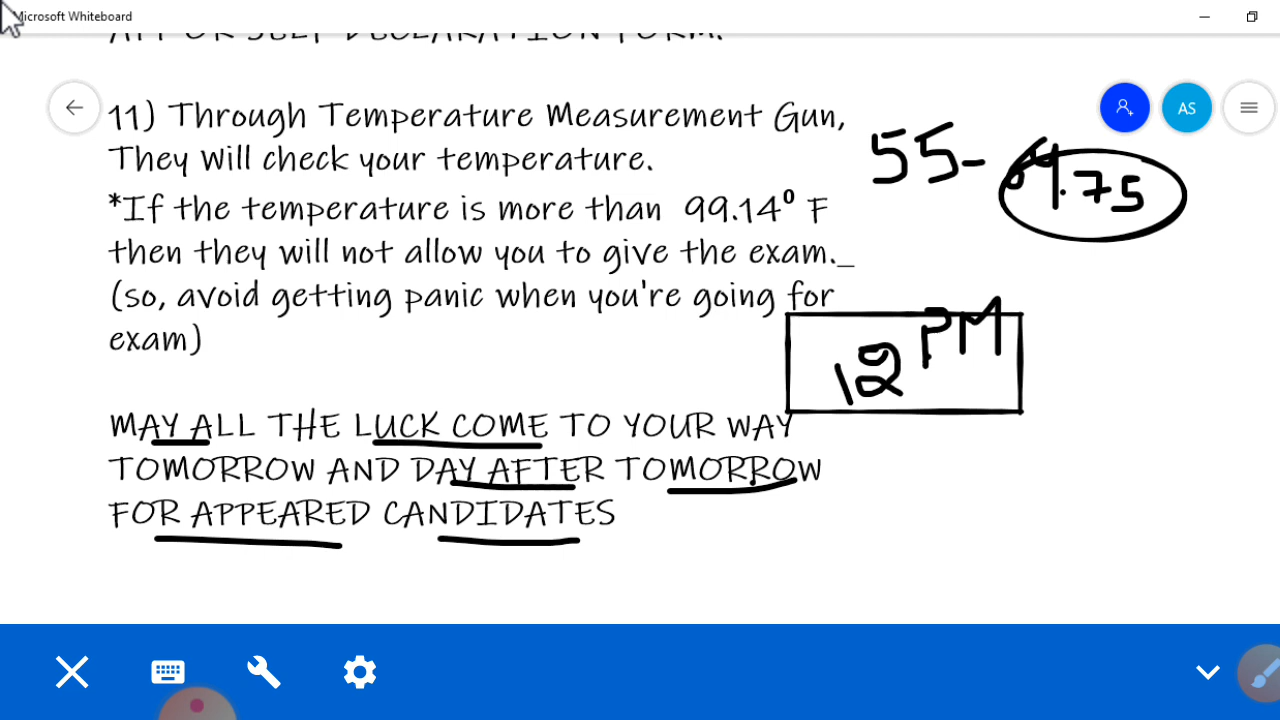 Microsoft Whiteboard
11) Through Temperature Measurement Gun,
They Will check your temperature.
*If the temperature is more than 99.14⁰ F
then they will not allow you to give the exam._
(so, avoid getting panic when you're going for
exam)
MAY ALL THE LUCK COME TO YOUR WAY
TOMORROW AND DAY AFTER TOMORROW
FOR APPEARED CANDIDATES
AS
55-
.75
12 PM